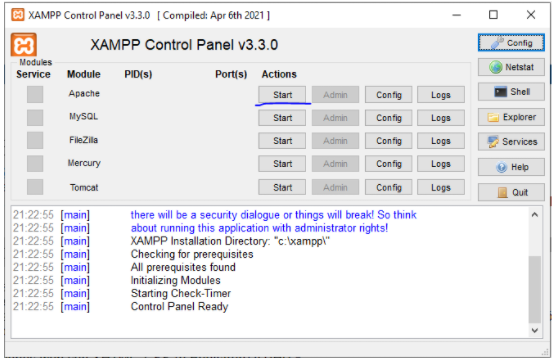 XAMPP Control Panel v3.3.0 [ Compiled: Apr 6th 2021 ]
XAMPP Control Panel v3.3.0
Config
Modules
Service Module PID(s) Port(s) Actions
Netstat
Apache Start Admin Config Logs
Shell
MySQL Start Admin Config Logs
Explorer
FileZilla Start Admin Config Logs
Services
Mercury Start Admin Config Logs
Help
Tomcat Start Admin Config Logs
Quit
21:22:55 [main] there will be a security dialogue or things will break! So think
21:22:55 [main] about running this application with administrator rights!
21:22:55 [main] XAMPP Installation Directory: "c:\xampp\"
21:22:55 [main] Checking for prerequisites
21:22:55 [main] All prerequisites found
21:22:55 [main] Initializing Modules
21:22:55 [main] Starting Check-Timer
21:22:55 [main] Control Panel Ready